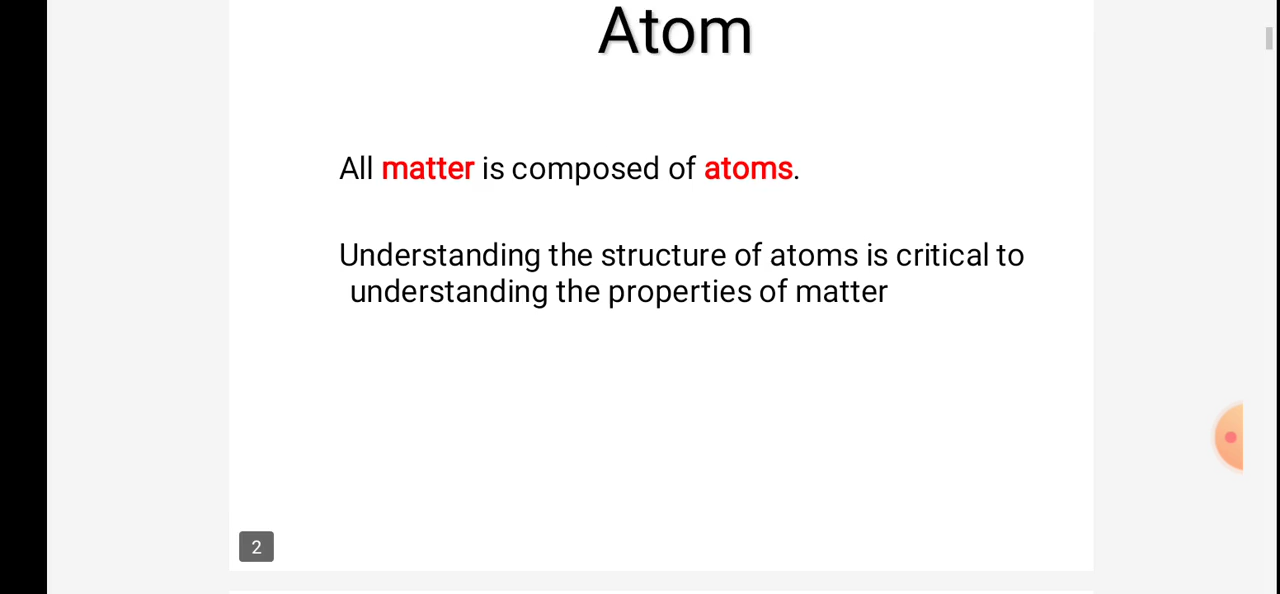 Atom
All matter is composed of atoms.
Understanding the structure of atoms is critical to
understanding the properties of matter
2